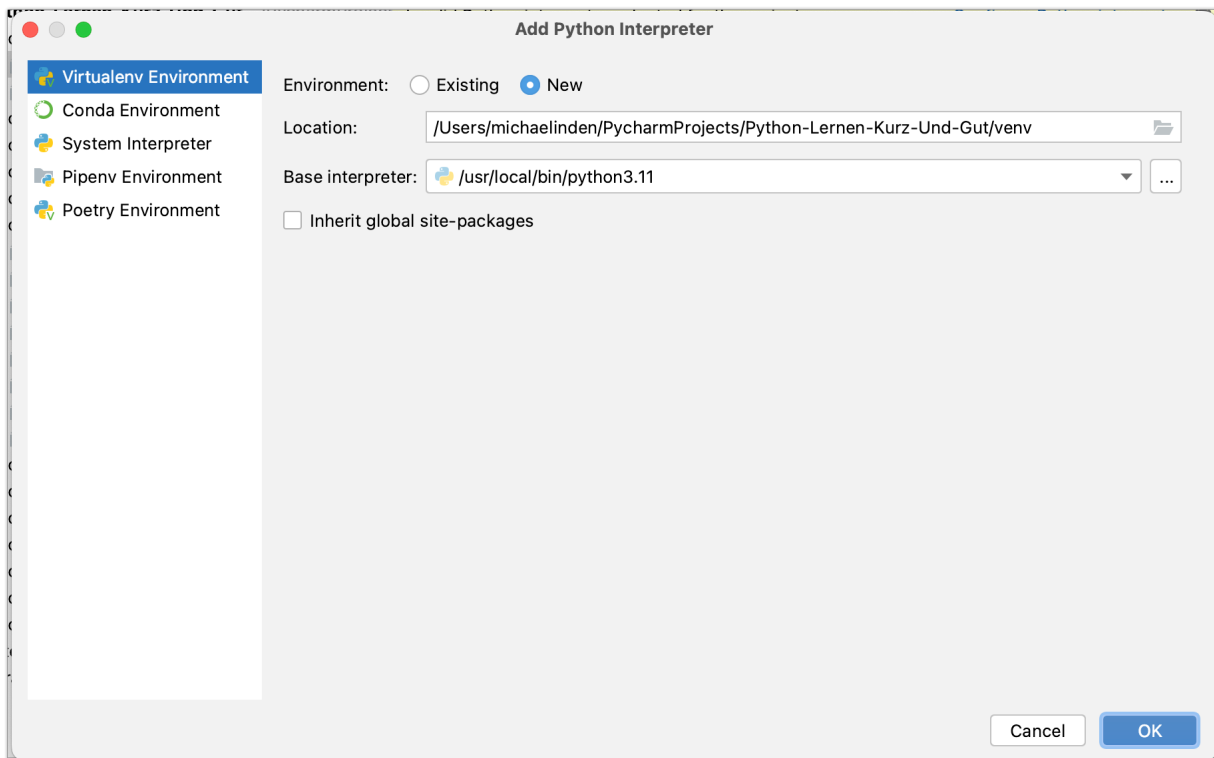 Add Python Interpreter
Virtualenv Environment
Conda Environment
System Interpreter
Pipenv Environment
Poetry Environment
Environment: Existing New
Location: /Users/michaelinden/PycharmProjects/Python-Lernen-Kurz-Und-Gut/venv
Base interpreter: /usr/local/bin/python3.11 ...
Inherit global site-packages
Cancel OK